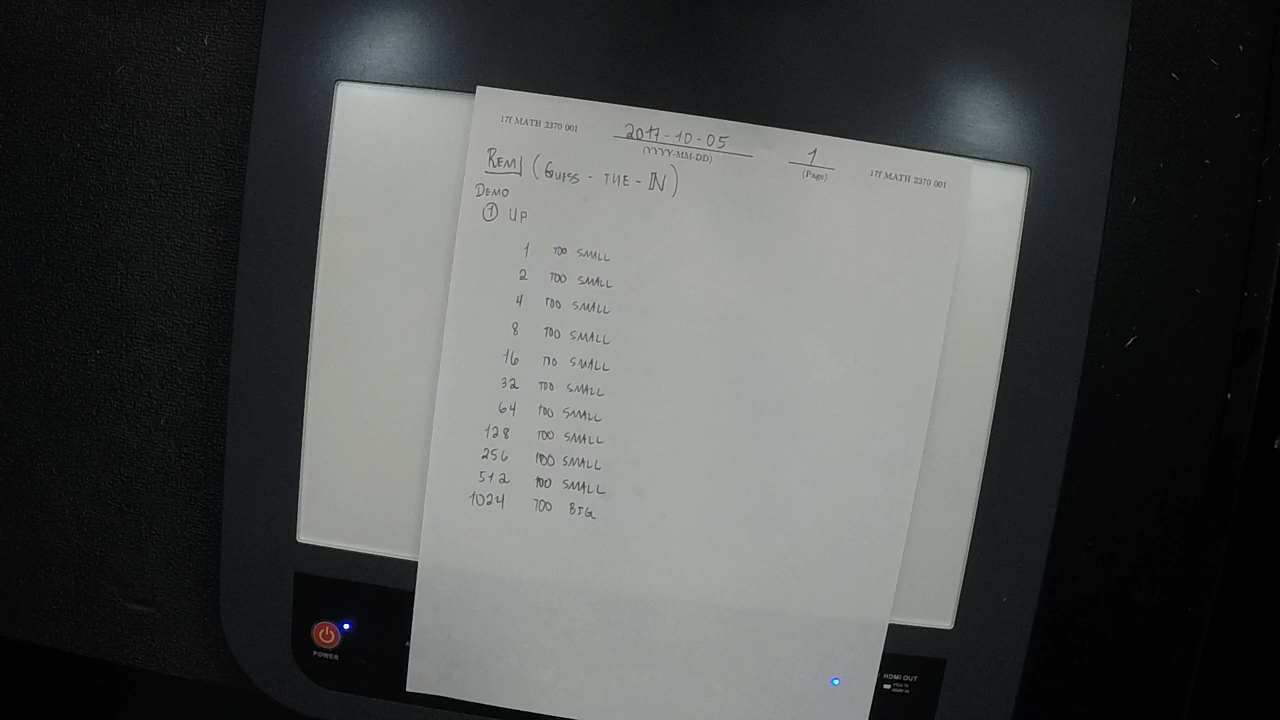 17f MATH 2370 001
2017-10-05
(YYYY-MM-DD)
1
(Page)
17f MATH 2370 001
REM (GUESS-THE-ℕ)
DEMO
① UP
1 TOO SMALL
2 TOO SMALL
4 TOO SMALL
8 TOO SMALL
16 TOO SMALL
32 TOO SMALL
64 TOO SMALL
128 TOO SMALL
256 TOO SMALL
512 TOO SMALL
1024 TOO BIG
POWER
HDMI OUT